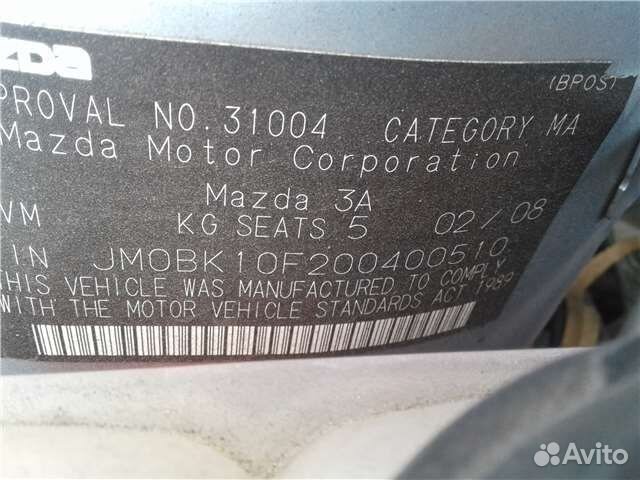 zda
(BPOS)
PROVAL NO.31004 CATEGORY MA
Mazda Motor Corporation
Mazda 3A
VM KG SEATS 5 02/08
IN JM0BK10F200400510
THIS VEHICLE WAS MANUFACTURED TO COMPLY
WITH THE MOTOR VEHICLE STANDARDS ACT 1989
Avito